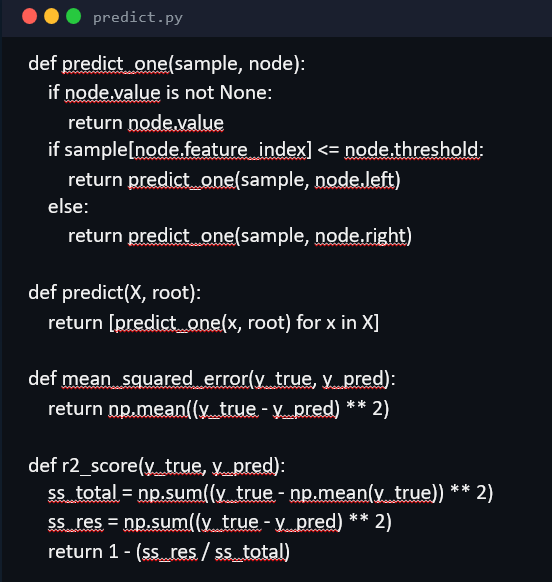 predict.py
def predict_one(sample, node):
    if node.value is not None:
        return node.value
    if sample[node.feature_index] <= node.threshold:
        return predict_one(sample, node.left)
    else:
        return predict_one(sample, node.right)

def predict(X, root):
    return [predict_one(x, root) for x in X]

def mean_squared_error(y_true, y_pred):
    return np.mean((y_true - y_pred) ** 2)

def r2_score(y_true, y_pred):
    ss_total = np.sum((y_true - np.mean(y_true)) ** 2)
    ss_res = np.sum((y_true - y_pred) ** 2)
    return 1 - (ss_res / ss_total)